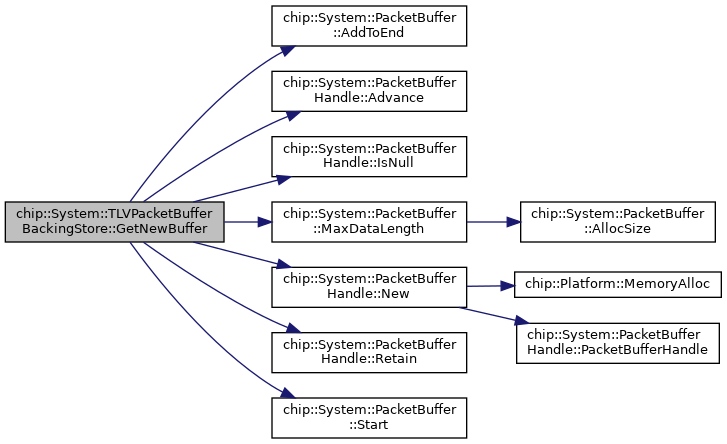 chip::System::PacketBuffer
::AddToEnd
chip::System::PacketBuffer
Handle::Advance
chip::System::PacketBuffer
Handle::IsNull
chip::System::TLVPacketBuffer
BackingStore::GetNewBuffer
chip::System::PacketBuffer
::MaxDataLength
chip::System::PacketBuffer
::AllocSize
chip::System::PacketBuffer
Handle::New
chip::Platform::MemoryAlloc
chip::System::PacketBuffer
Handle::PacketBufferHandle
chip::System::PacketBuffer
Handle::Retain
chip::System::PacketBuffer
::Start